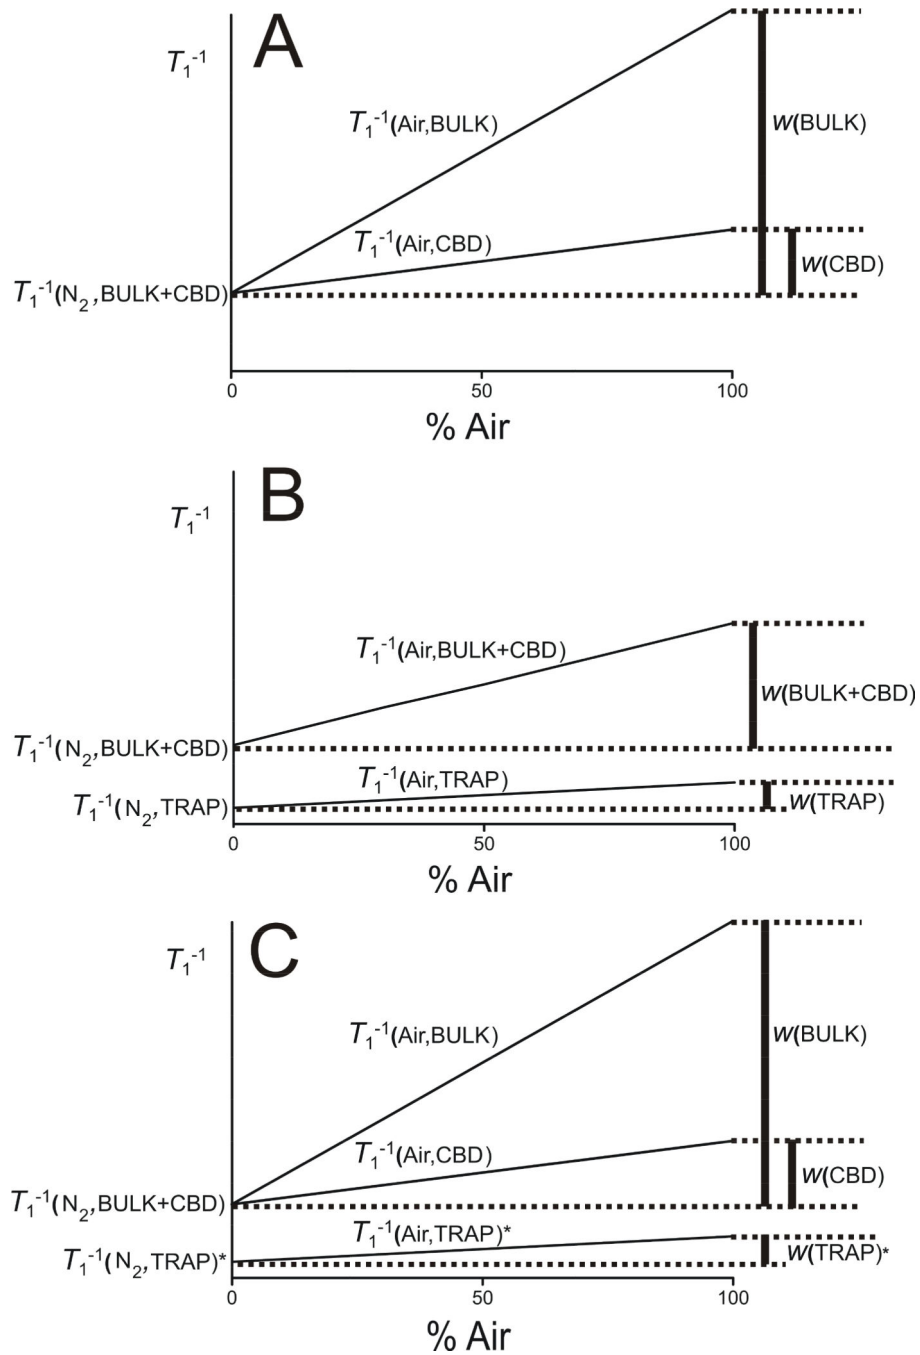 A
T₁⁻¹
T₁⁻¹(Air,BULK)
W(BULK)
T₁⁻¹(Air,CBD)
W(CBD)
T₁⁻¹(N₂,BULK+CBD)
0 50 100
% Air
B
T₁⁻¹
T₁⁻¹(Air,BULK+CBD)
W(BULK+CBD)
T₁⁻¹(N₂,BULK+CBD)
T₁⁻¹(Air,TRAP)
W(TRAP)
T₁⁻¹(N₂,TRAP)
0 50 100
% Air
C
T₁⁻¹
T₁⁻¹(Air,BULK)
W(BULK)
T₁⁻¹(Air,CBD)
W(CBD)
T₁⁻¹(N₂,BULK+CBD)
T₁⁻¹(Air,TRAP)*
W(TRAP)*
T₁⁻¹(N₂,TRAP)*
0 50 100
% Air